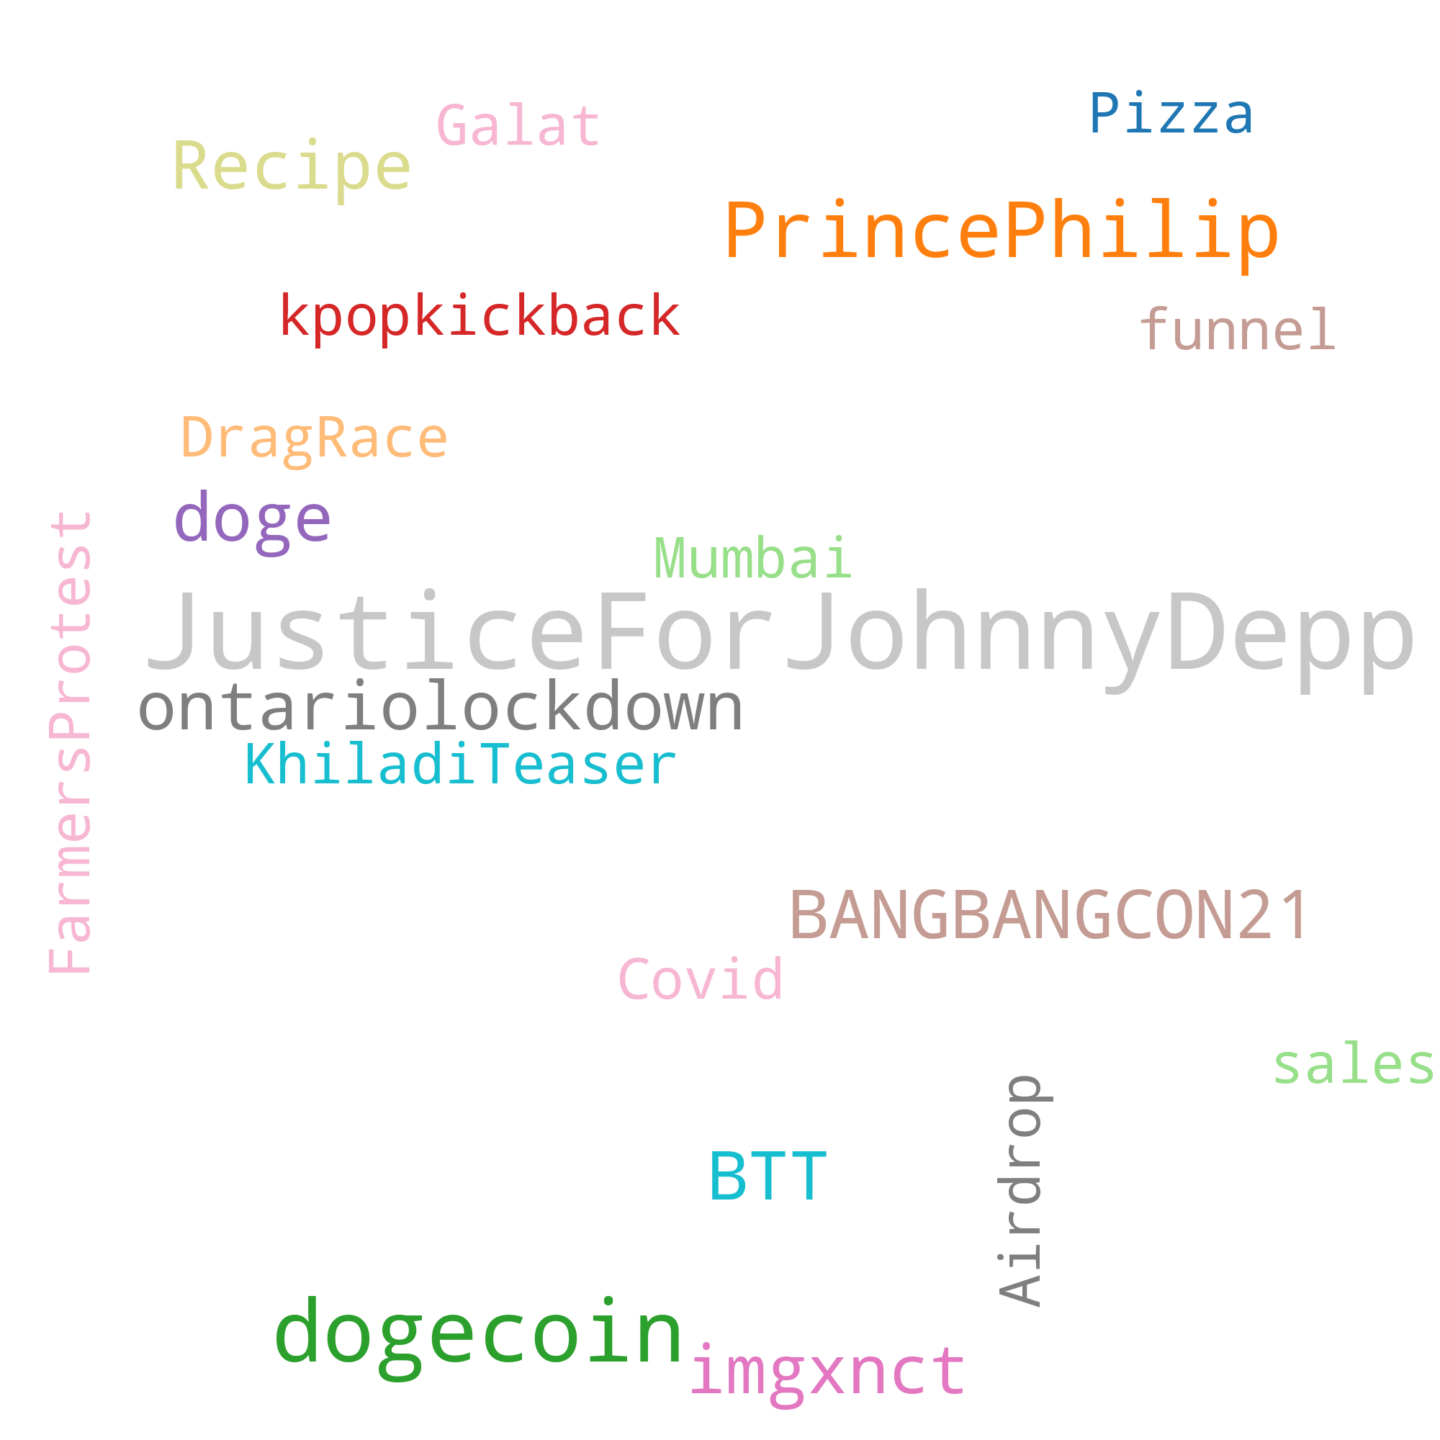 Pizza
Galat
Recipe
PrincePhilip
kpopkickback
funnel
DragRace
doge
Mumbai
FarmersProtest
JusticeForJohnnyDepp
ontariolockdown
KhiladiTeaser
BANGBANGCON21
Covid
sales
BTT
Airdrop
dogecoin
imgxnct